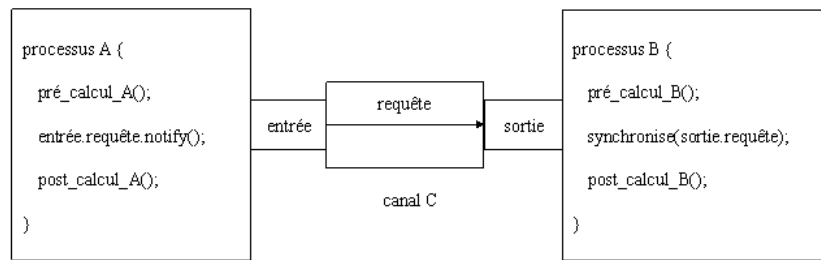 processus A {
pré_calcul_A();
entrée.requête.notify();
post_calcul_A();
}
entrée
requête
canal C
sortie
processus B {
pré_calcul_B();
synchronise(sortie.requête);
post_calcul_B();
}